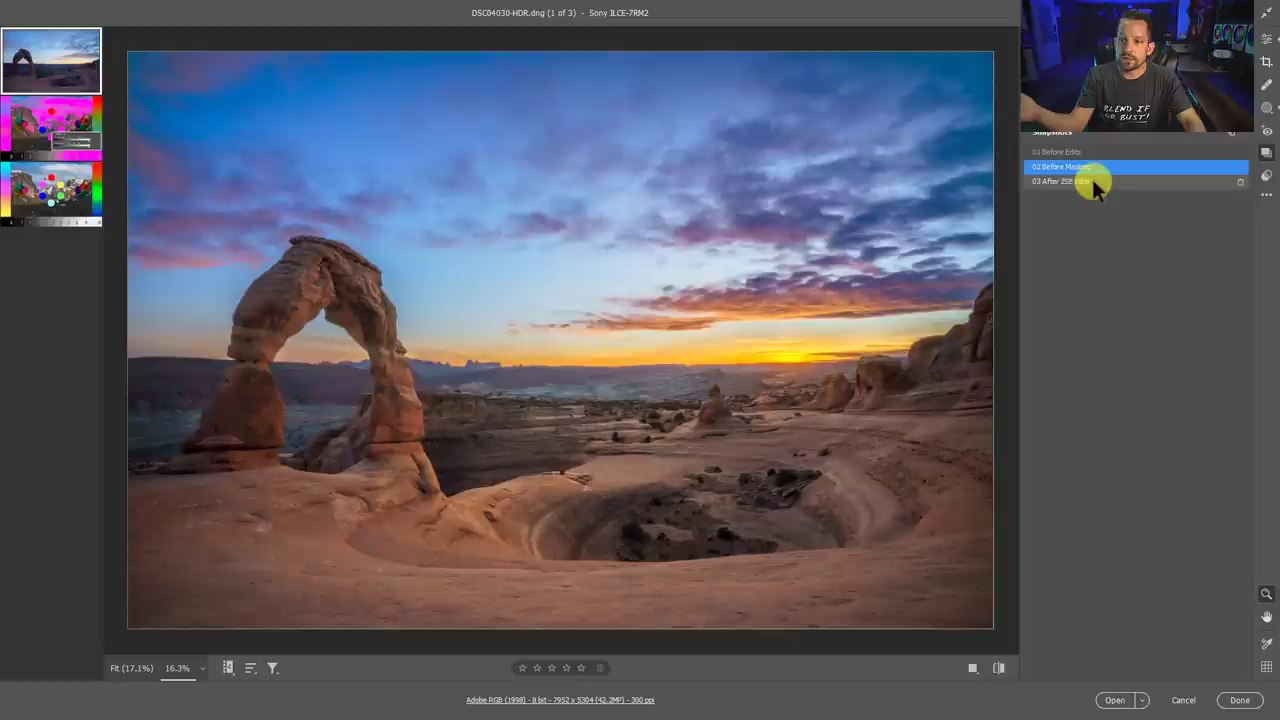 DSC04030-HDR.dng (1 of 3) - Sony ILCE-7RM2
BLEND IF
OR BUST!
Snapshots
01 Before Edits
02 Before Masking
03 After ZSB
Fit (17.1%)
16.3%
Adobe RGB (1998) - 8 bit - 7952 x 5304 (42.2MP) - 300 ppi
Open
Cancel
Done